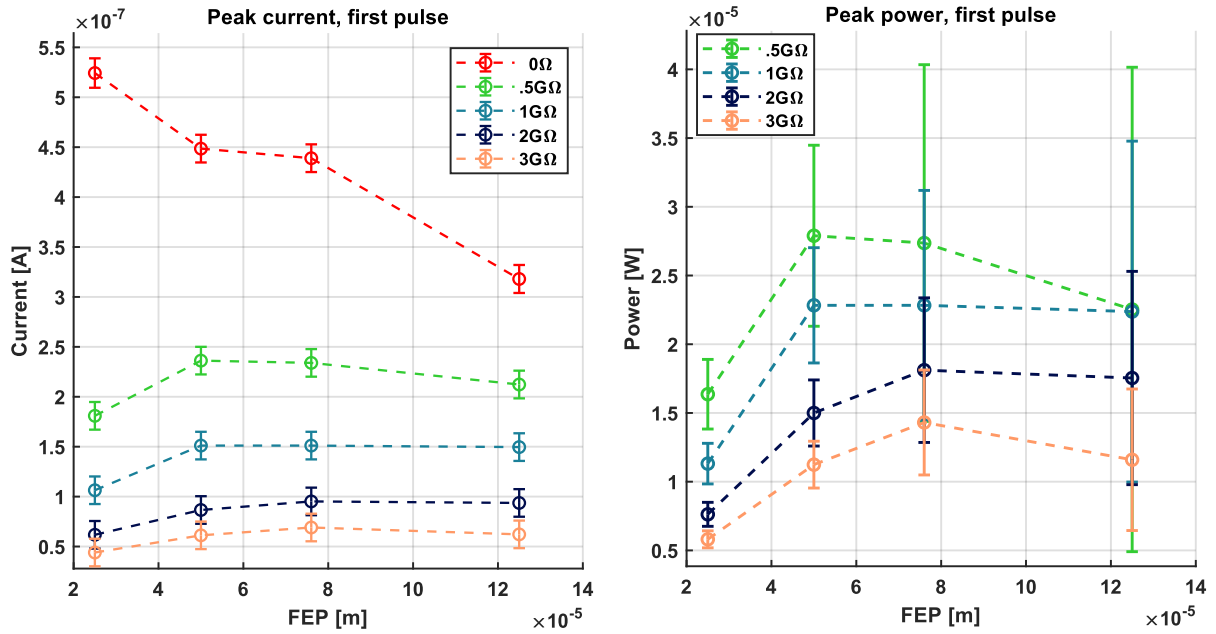 ×10⁻⁷
Peak current, first pulse
5.5
5
4.5
4
3.5
3
2.5
2
1.5
1
0.5
Current [A]
0Ω
.5GΩ
1GΩ
2GΩ
3GΩ
2
4
6
8
10
12
14
FEP [m]
×10⁻⁵
×10⁻⁵
Peak power, first pulse
4
3.5
3
2.5
2
1.5
1
0.5
Power [W]
.5GΩ
1GΩ
2GΩ
3GΩ
2
4
6
8
10
12
14
FEP [m]
×10⁻⁵